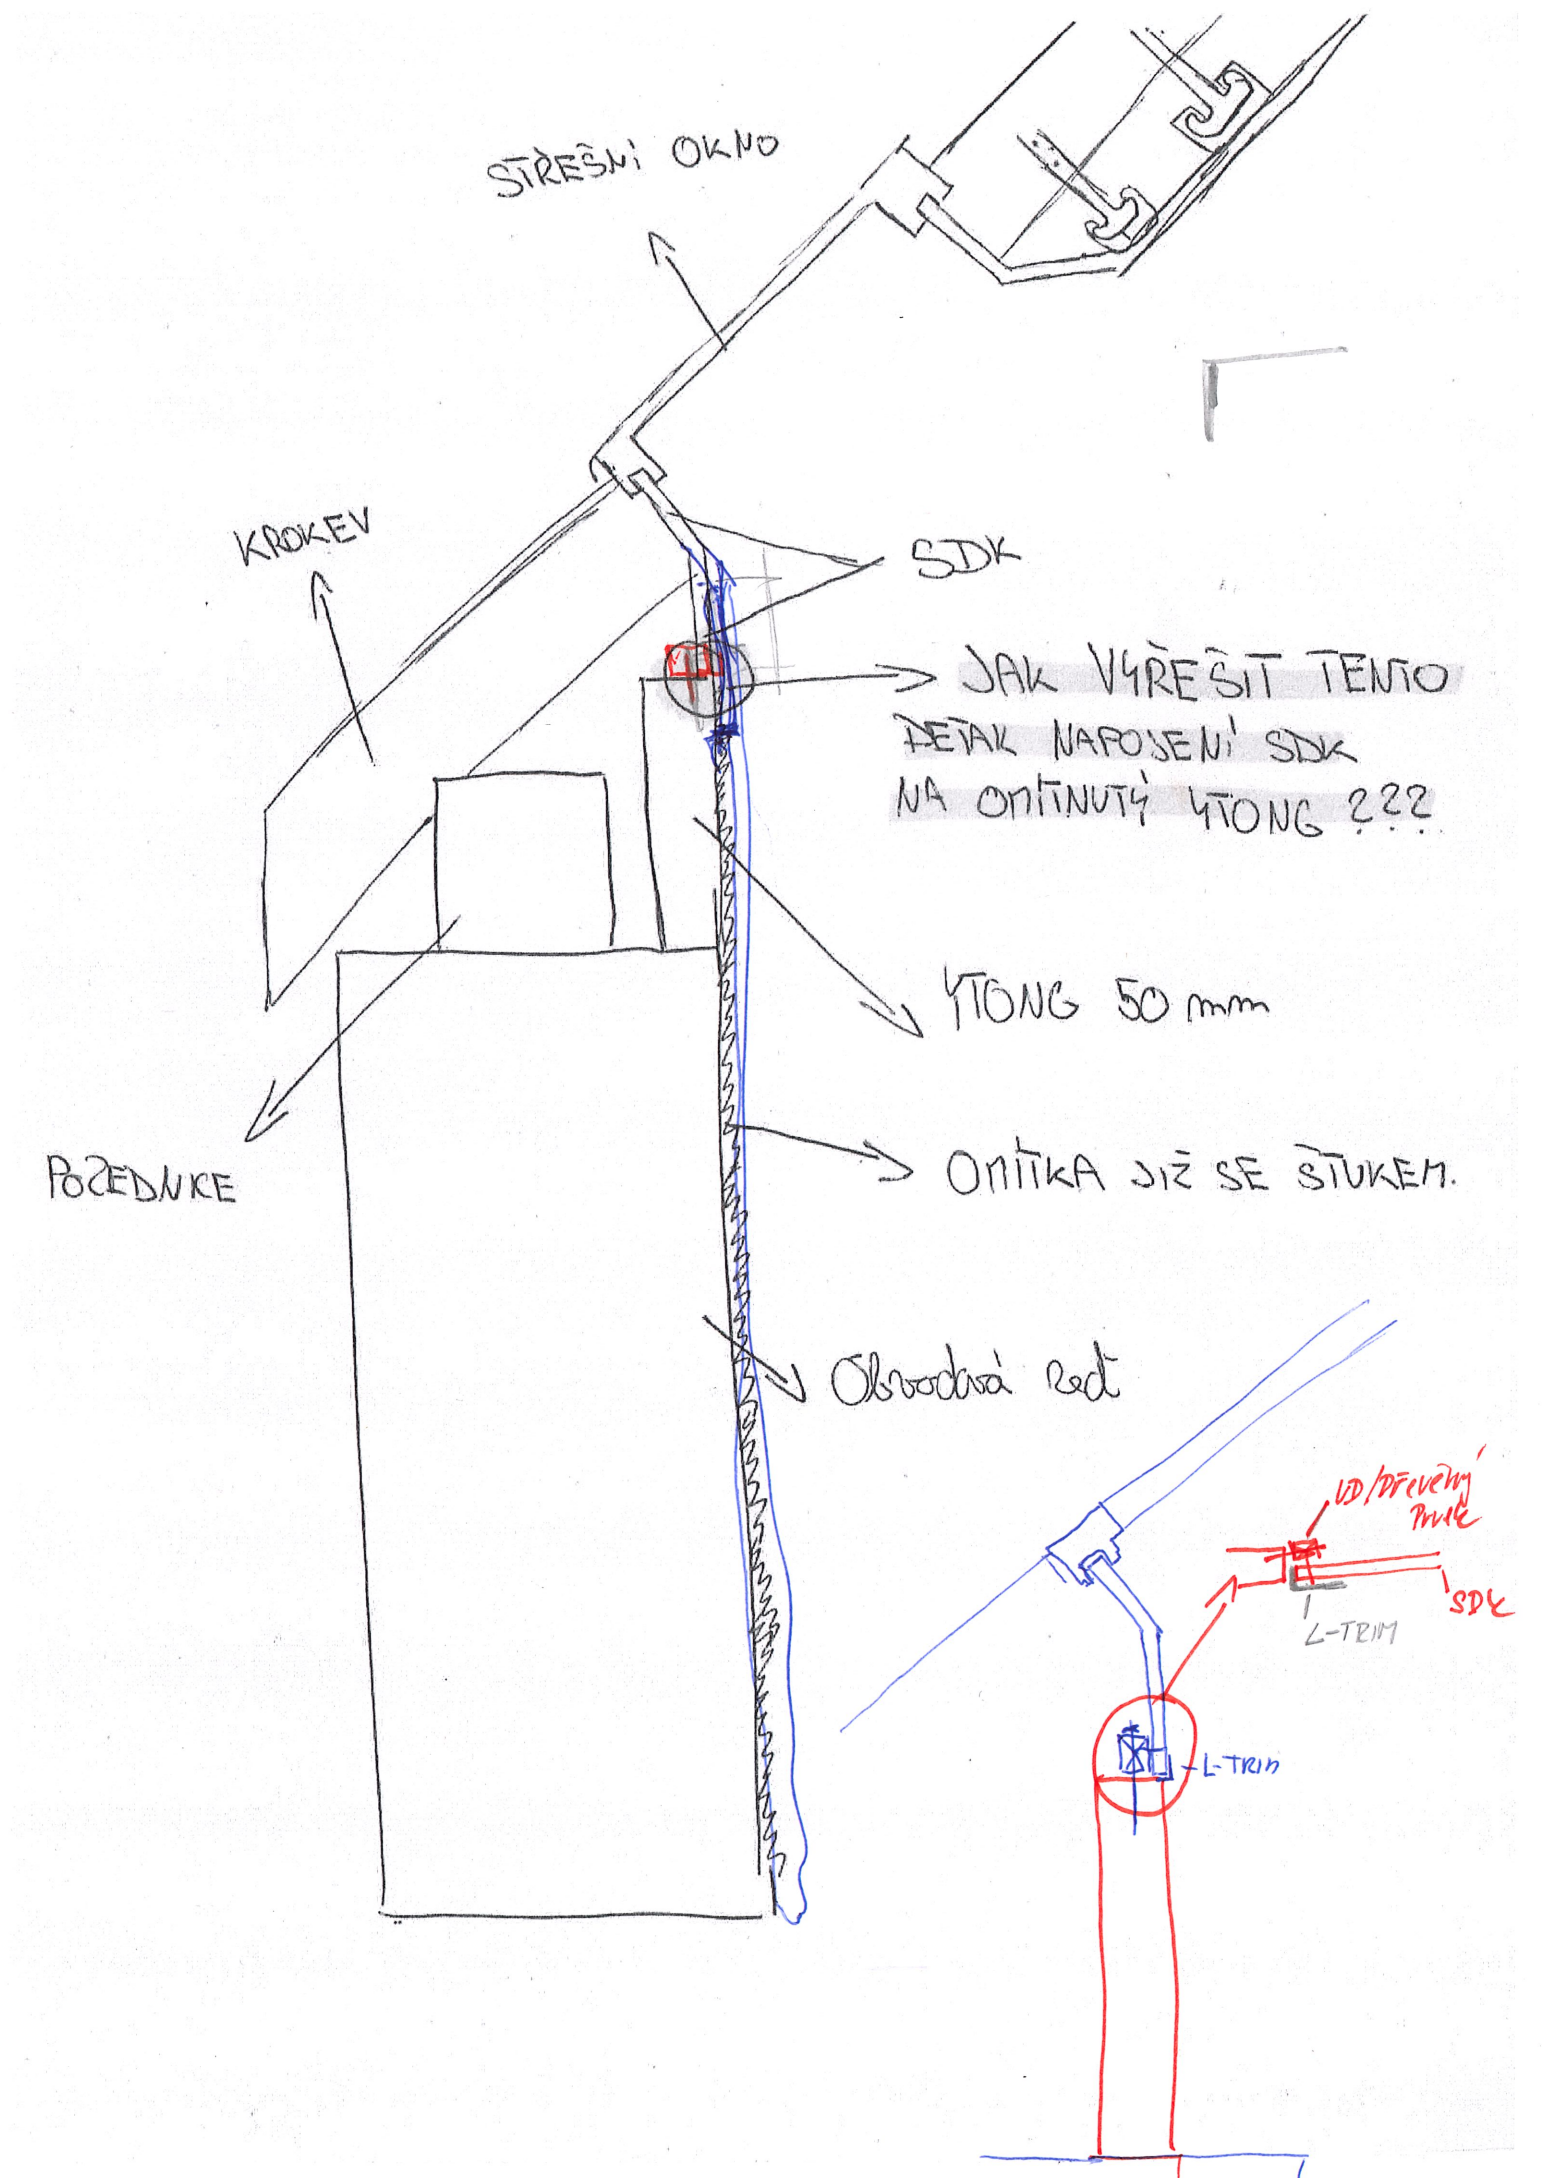 STŘEŠNí OKNO
KROKEV
SDK
JAK VYŘEŠIT TENTO
DETAK NAPOJENí SDK
NA OMÍTNUTÝ YTONG ???
YTONG 50 mm
OMÍTKA JIŽ SE ŠTUKEM.
POZEDNICE
Obvodová zeď
UD/Dřevěný
Prvek
SDK
L-TRIM
L-TRIM